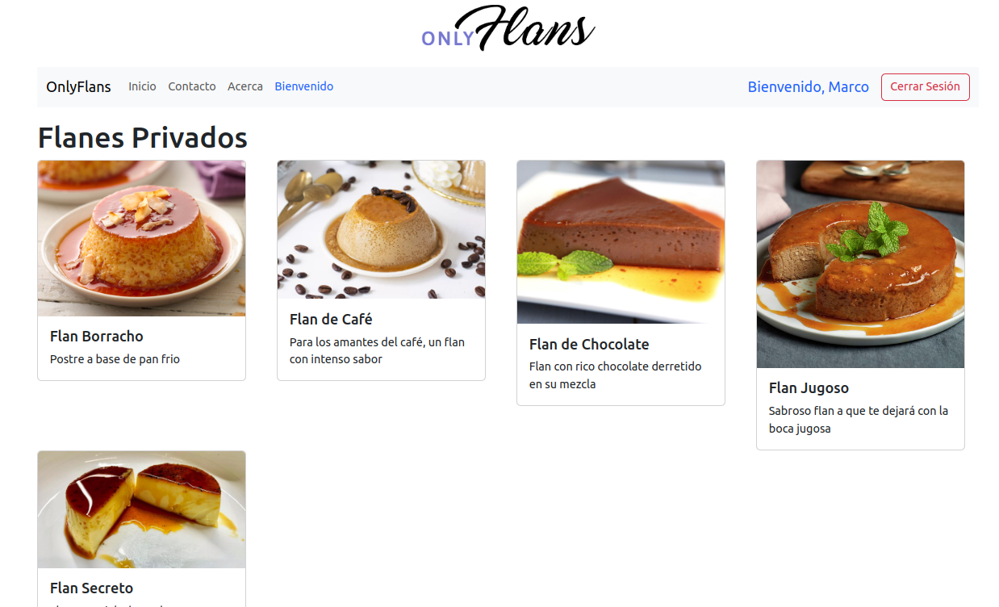 ONLY Flans
OnlyFlans Inicio Contacto Acerca Bienvenido Bienvenido, Marco Cerrar Sesión
Flanes Privados
Flan Borracho
Postre a base de pan frio
Flan de Café
Para los amantes del café, un flan
con intenso sabor
Flan de Chocolate
Flan con rico chocolate derretido
en su mezcla
Flan Jugoso
Sabroso flan a que te dejará con la
boca jugosa
Flan Secreto